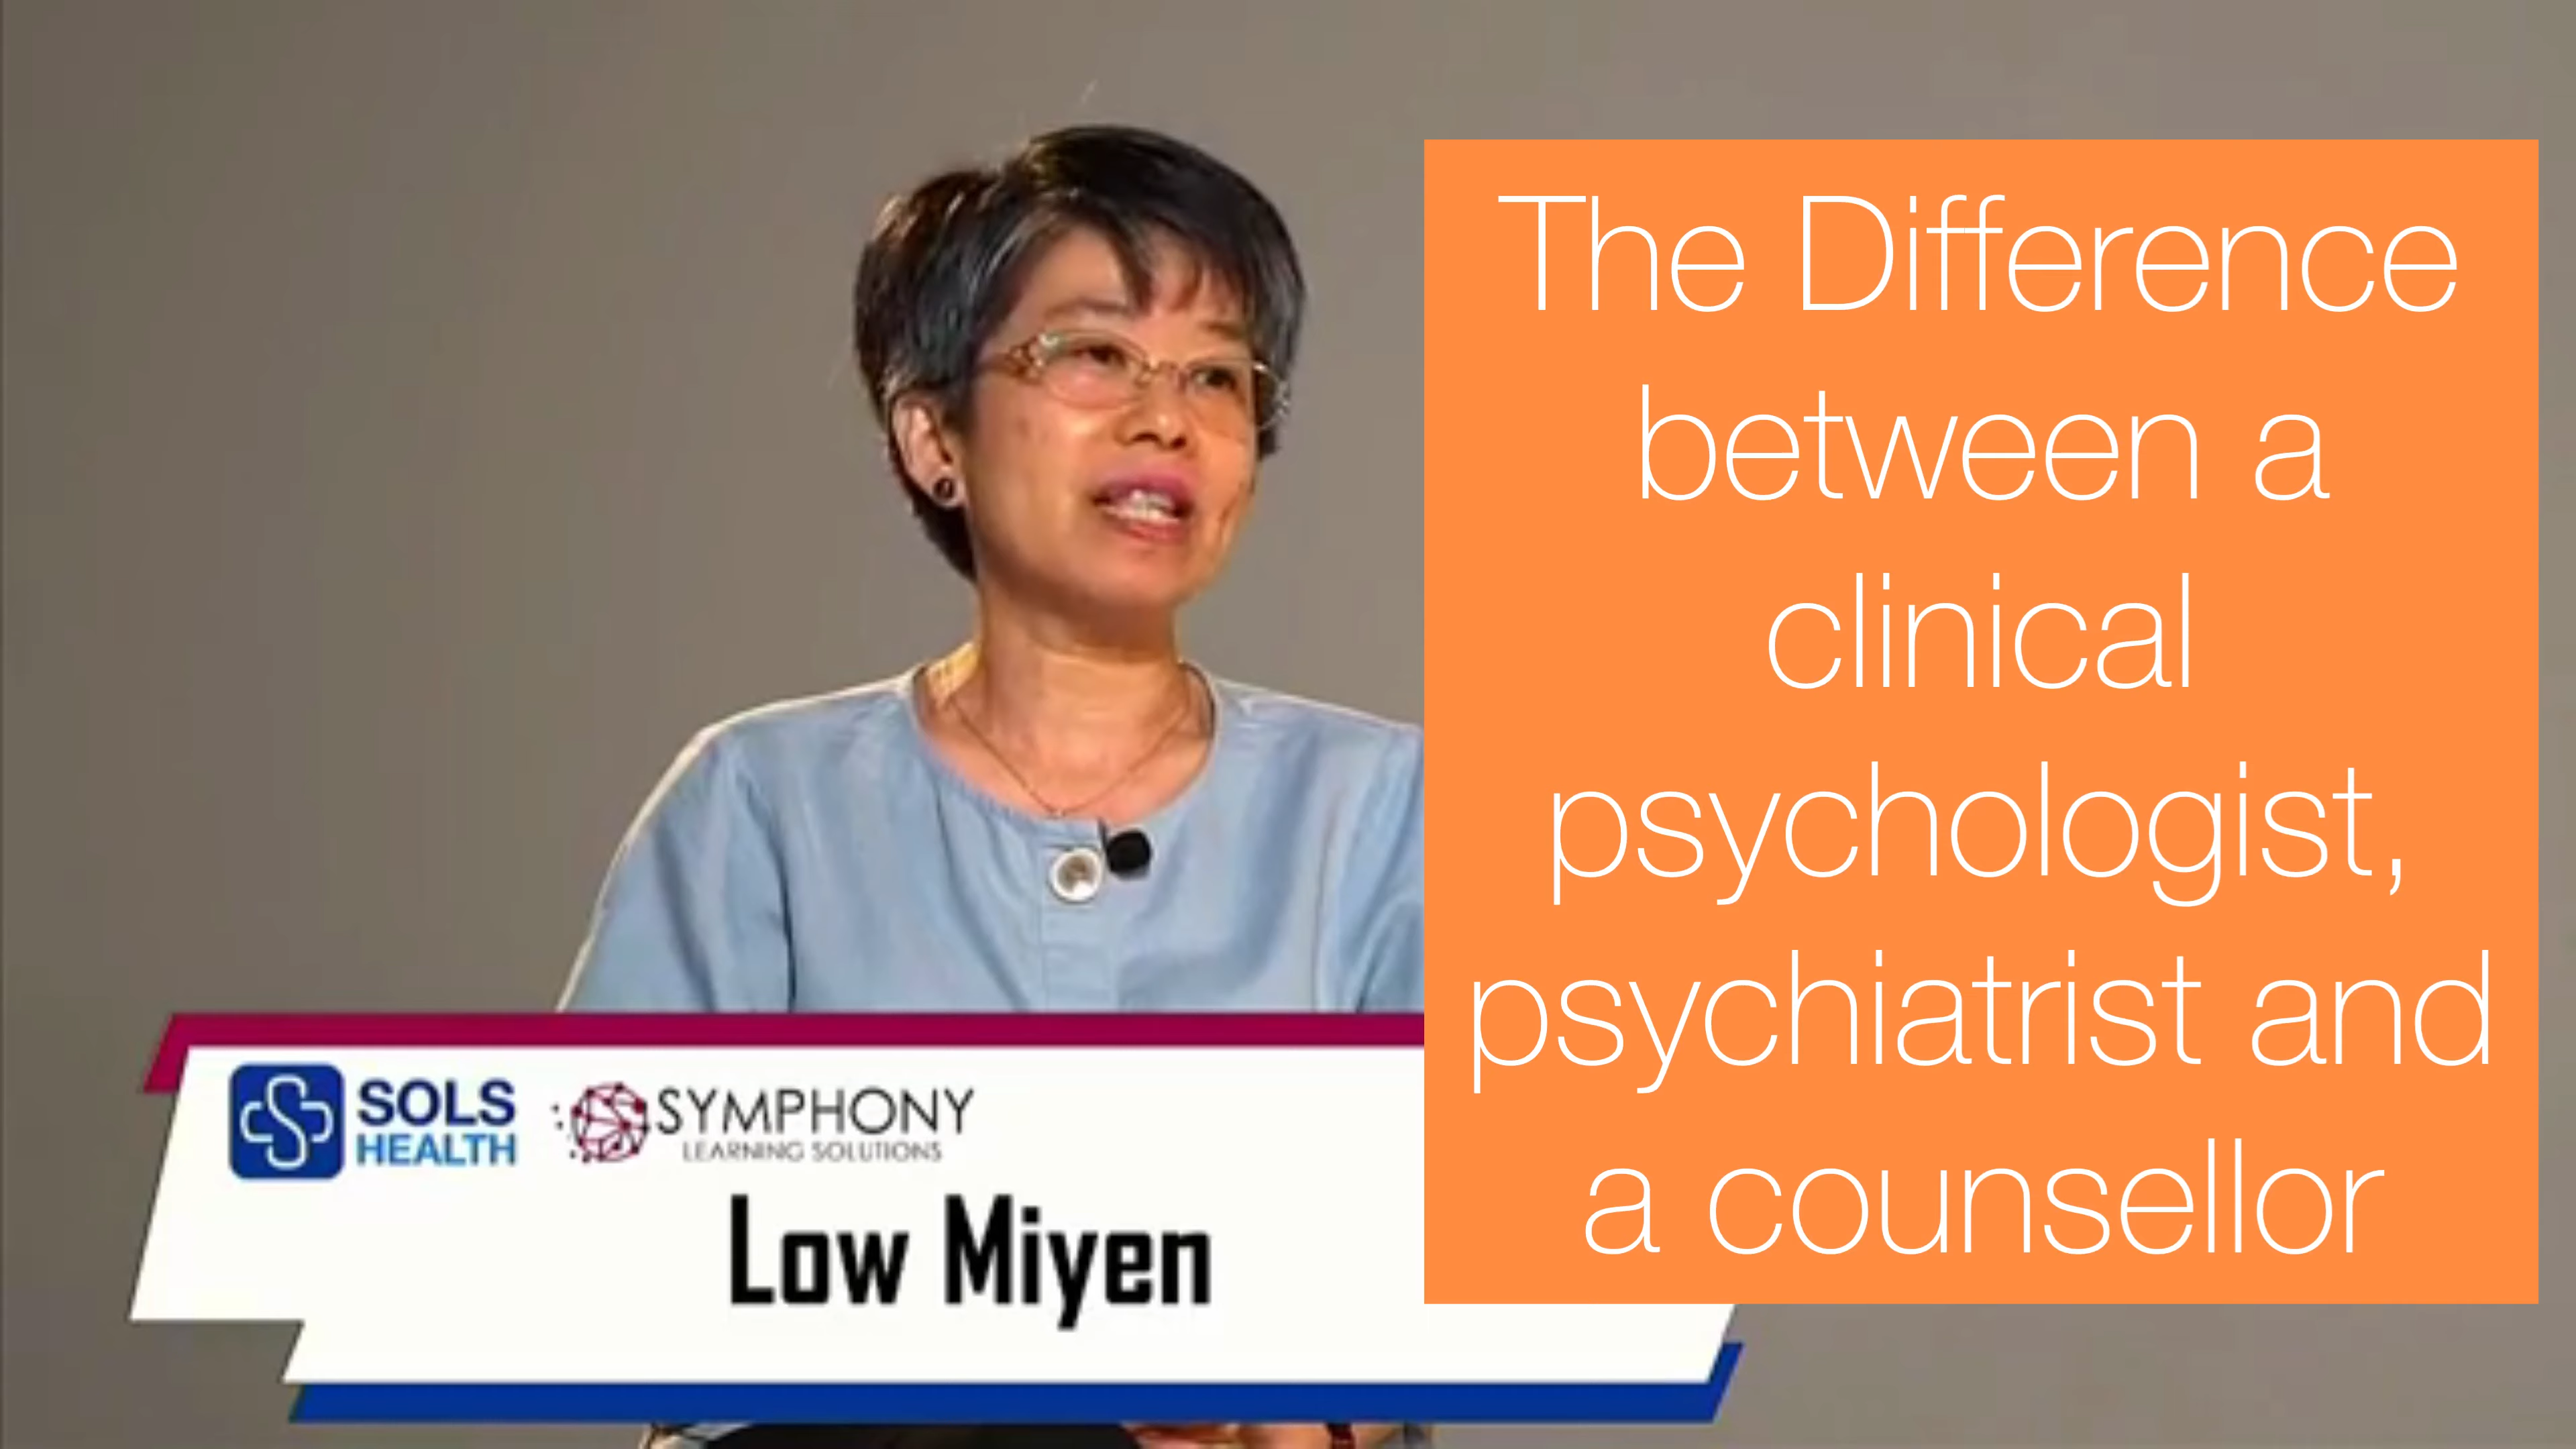 The Difference
between a
clinical
psychologist,
psychiatrist and
a counsellor
SOLS
HEALTH
SYMPHONY
LEARNING SOLUTIONS
Low Miyen